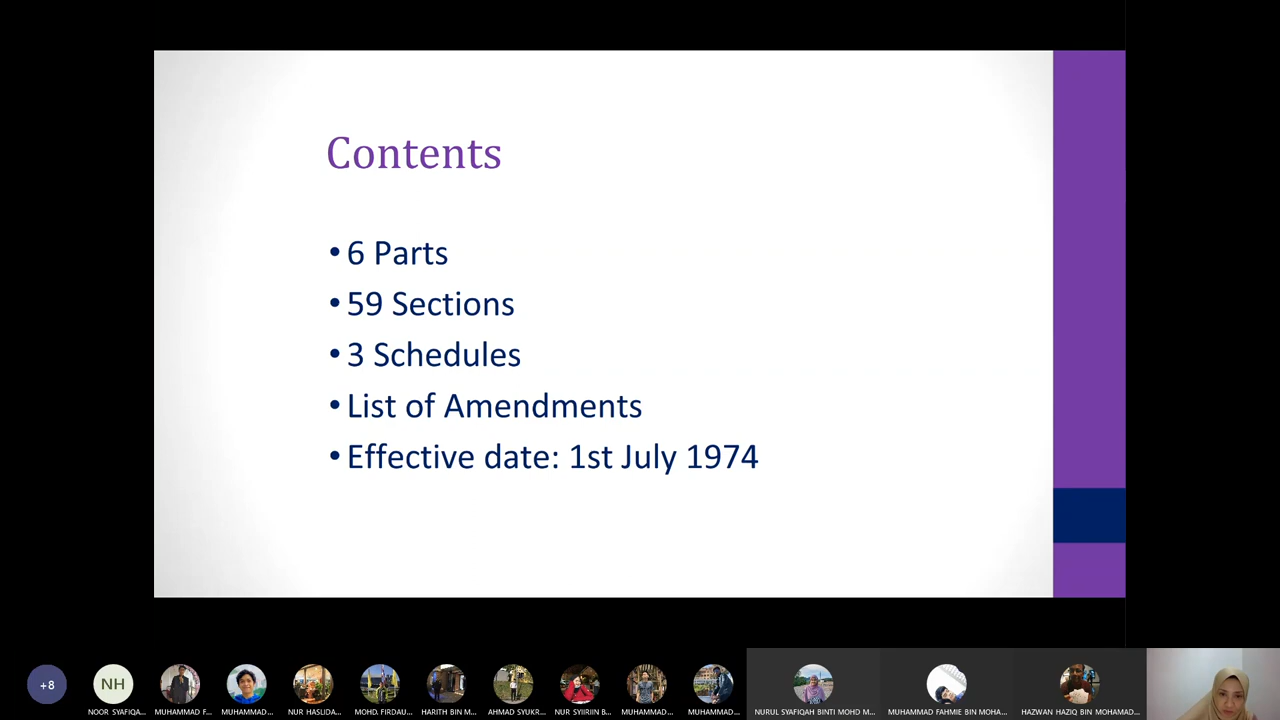 Contents
• 6 Parts
• 59 Sections
• 3 Schedules
• List of Amendments
• Effective date: 1st July 1974
+8
NH
NOOR SYAFIQA...
MUHAMMAD F...
MUHAMMAD...
NUR HASLIDA...
MOHD. FIRDAU...
HARITH BIN M...
AHMAD SYUKR...
NUR SYIIRIIN B...
MUHAMMAD...
MUHAMMAD...
NURUL SYAFIQAH BINTI MOHD M...
MUHAMMAD FAHMIE BIN MOHA...
HAZWAN HAZIQ BIN MOHAMAD...